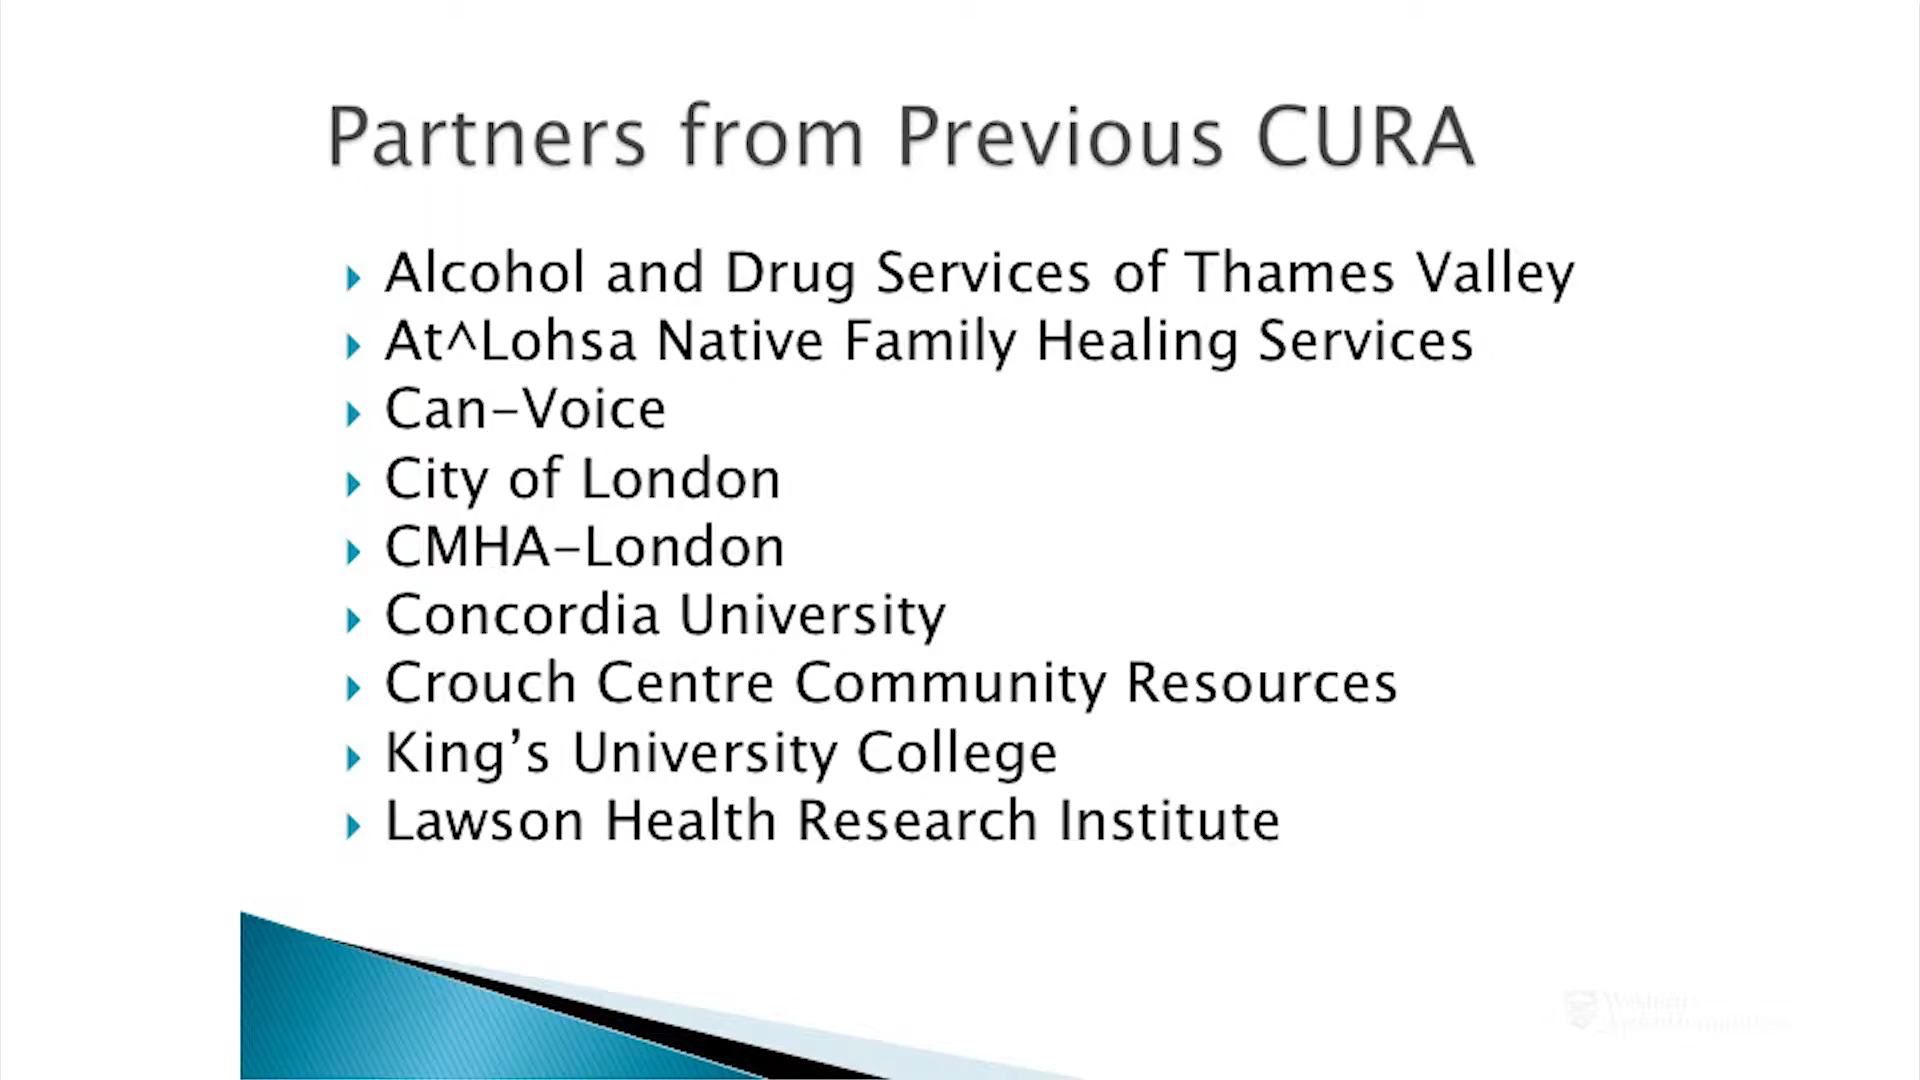 Partners from Previous CURA
Alcohol and Drug Services of Thames Valley
At^Lohsa Native Family Healing Services
Can-Voice
City of London
CMHA-London
Concordia University
Crouch Centre Community Resources
King’s University College
Lawson Health Research Institute